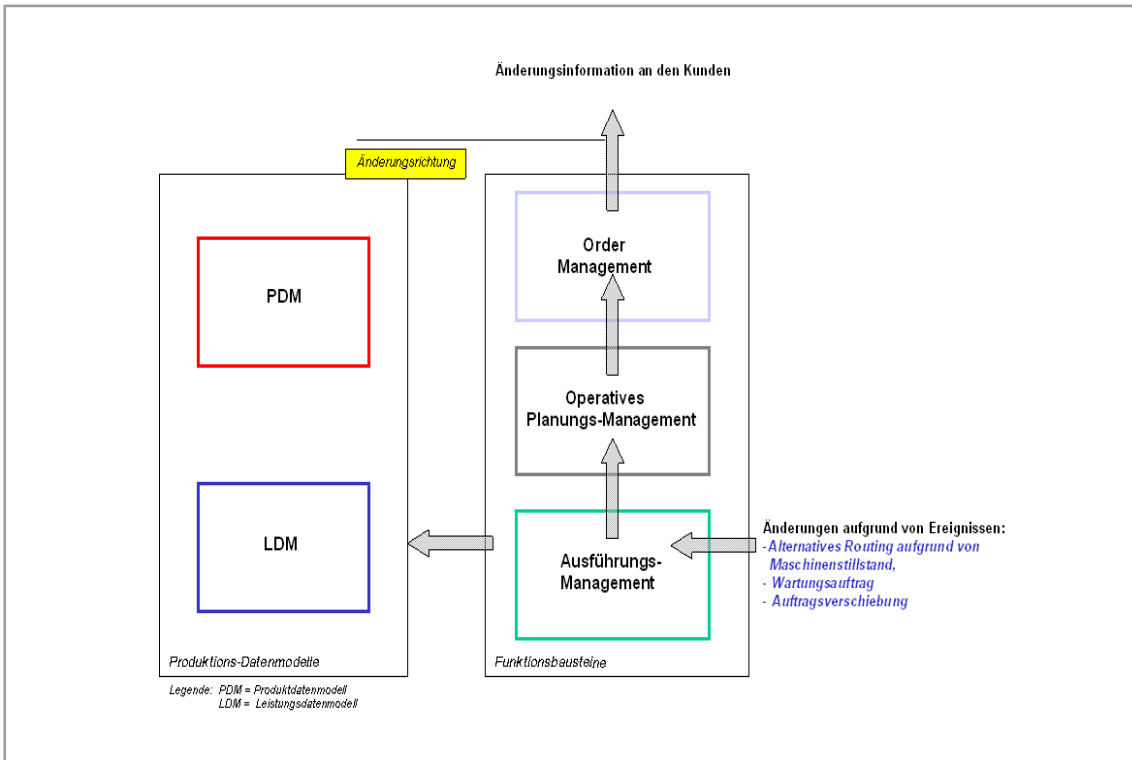 Änderungsinformation an den Kunden
Änderungsrichtung
PDM
LDM
Produktions-Datenmodelle
Legende: PDM = Produktdatenmodell
LDM = Leistungsdatenmodell
Order
Management
Operatives
Planungs-Management
Ausführungs-
Management
Funktionsbausteine
Änderungen aufgrund von Ereignissen:
- Alternatives Routing aufgrund von
Maschinenstillstand,
- Wartungsauftrag
- Auftragsverschiebung